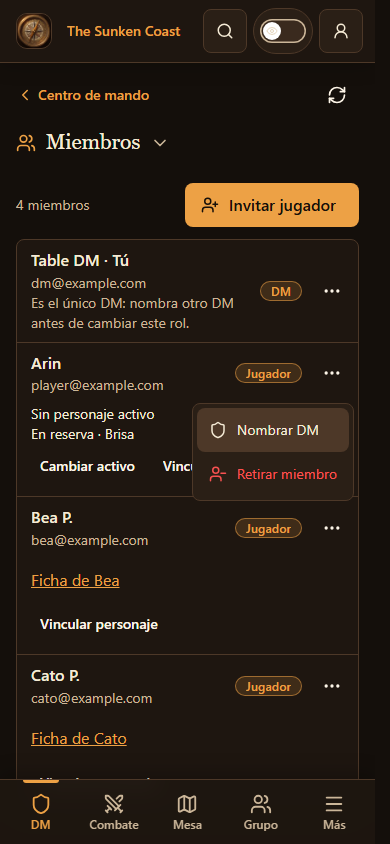 The Sunken Coast
Centro de mando
Miembros
4 miembros
Invitar jugador
Table DM · Tú
dm@example.com
Es el único DM: nombra otro DM
antes de cambiar este rol.
DM
Arin
player@example.com
Jugador
Sin personaje activo
En reserva · Brisa
Cambiar activo
Nombrar DM
Retirar miembro
Bea P.
bea@example.com
Jugador
Ficha de Bea
Vincular personaje
Cato P.
cato@example.com
Jugador
Ficha de Cato
DM
Combate
Mesa
Grupo
Más